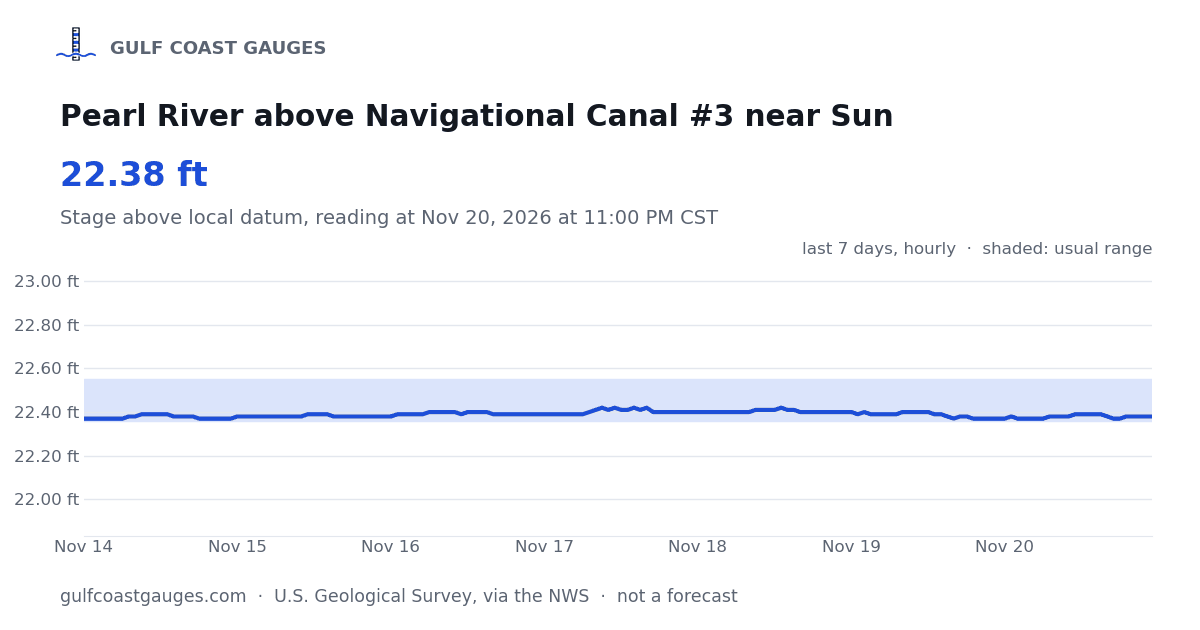 GULF COAST GAUGES
Pearl River above Navigational Canal #3 near Sun
22.38 ft
Stage above local datum, reading at Nov 20, 2026 at 11:00 PM CST
last 7 days, hourly · shaded: usual range
23.00 ft
22.80 ft
22.60 ft
22.40 ft
22.20 ft
22.00 ft
Nov 14 Nov 15 Nov 16 Nov 17 Nov 18 Nov 19 Nov 20
gulfcoastgauges.com · U.S. Geological Survey, via the NWS · not a forecast